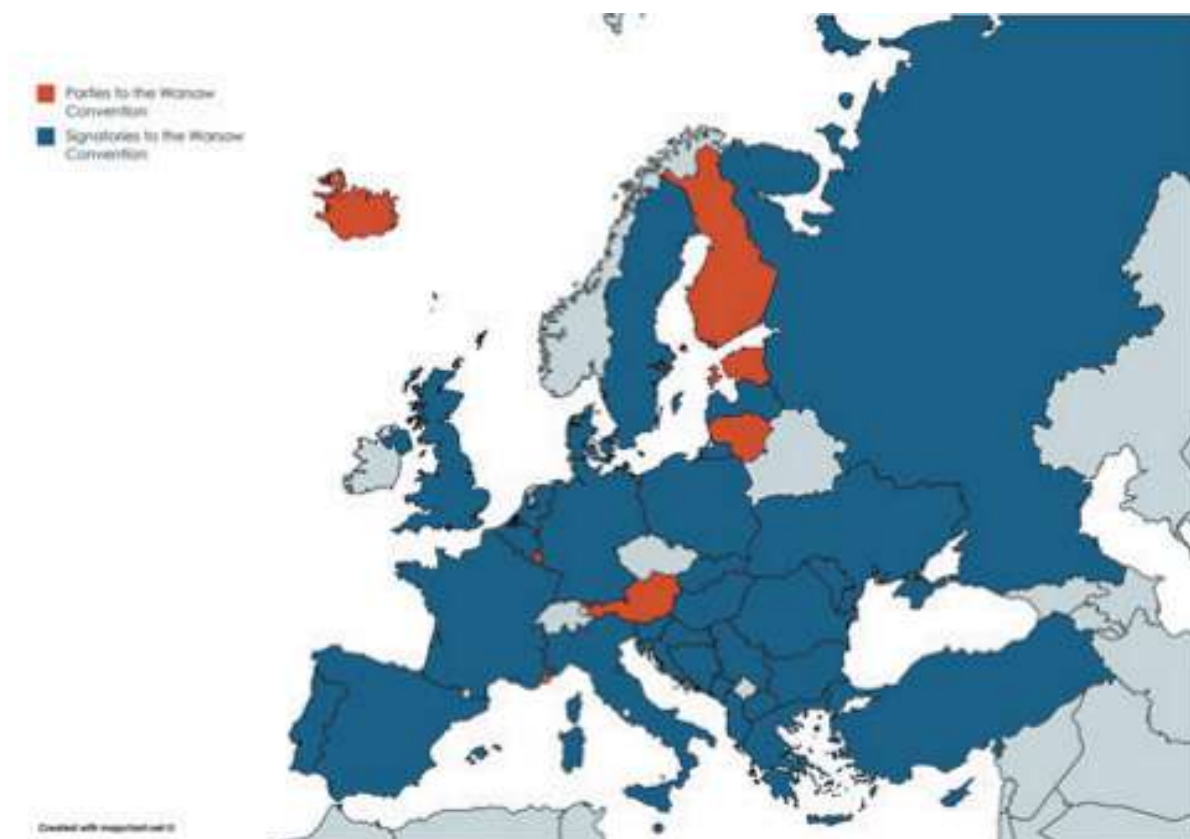 Parties to the Warsaw
Convention
Signatories to the Warsaw
Convention
Created with mapchart.net ©